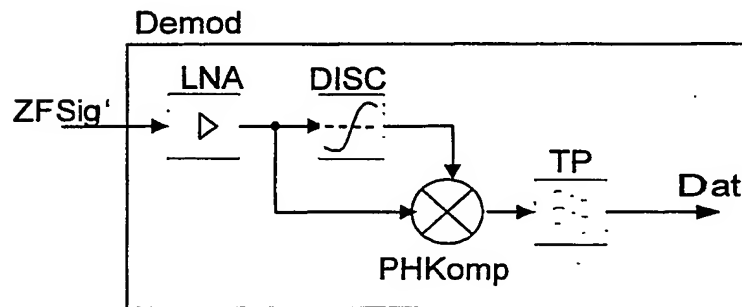 Demod
LNA DISC
ZFSig'
TP
Dat
PHKomp